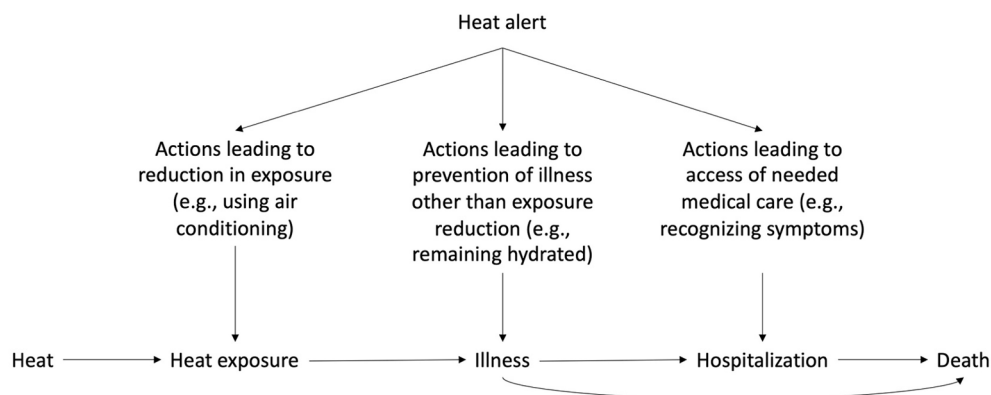 Heat alert
Actions leading to
reduction in exposure
(e.g., using air
conditioning)
Actions leading to
prevention of illness
other than exposure
reduction (e.g.,
remaining hydrated)
Actions leading to
access of needed
medical care (e.g.,
recognizing symptoms)
Heat
Heat exposure
Illness
Hospitalization
Death